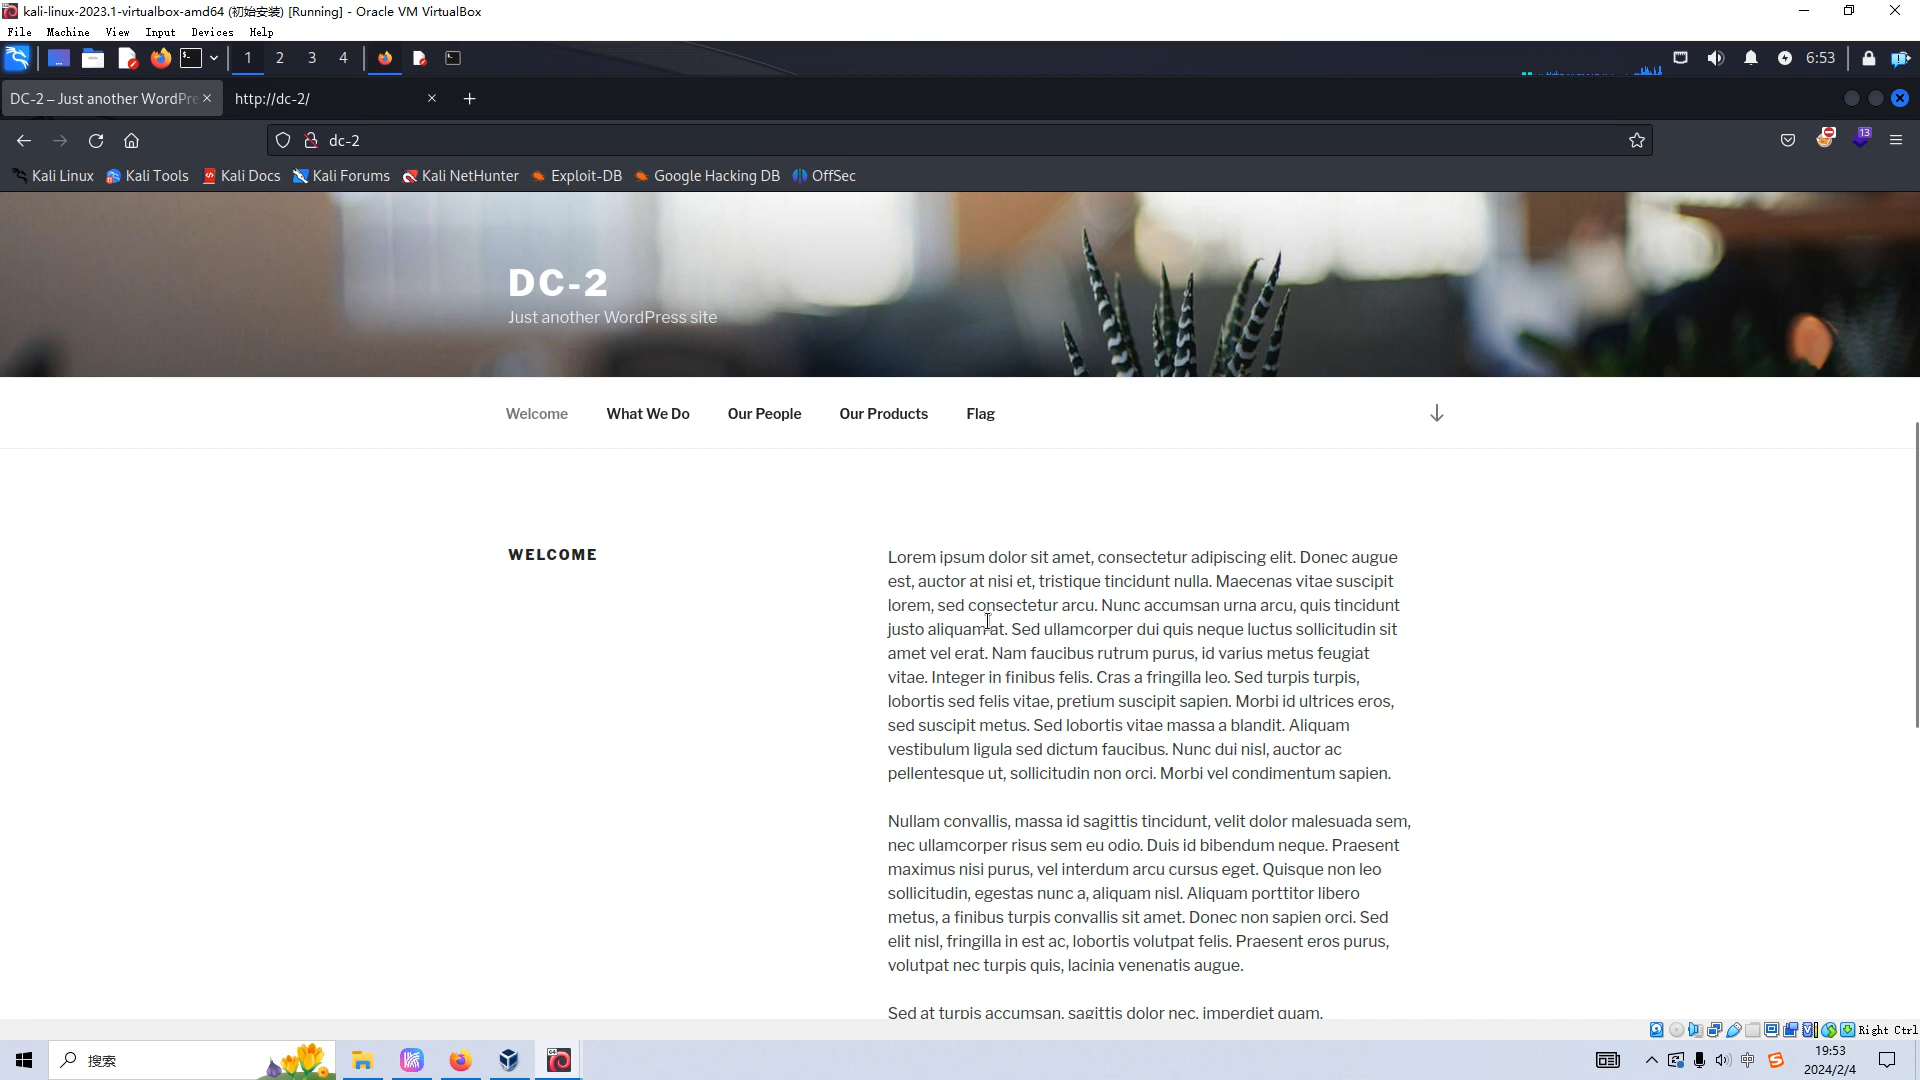 kali-linux-2023.1-virtualbox-amd64 (初始安装) [Running] - Oracle VM VirtualBox
File Machine View Input Devices Help
1 2 3 4 6:53
DC-2 – Just another WordPre http://dc-2/
dc-2 13
Kali Linux Kali Tools Kali Docs Kali Forums Kali NetHunter Exploit-DB Google Hacking DB OffSec
DC-2
Just another WordPress site
Welcome What We Do Our People Our Products Flag
WELCOME
Lorem ipsum dolor sit amet, consectetur adipiscing elit. Donec augue
est, auctor at nisi et, tristique tincidunt nulla. Maecenas vitae suscipit
lorem, sed consectetur arcu. Nunc accumsan urna arcu, quis tincidunt
justo aliquam at. Sed ullamcorper dui quis neque luctus sollicitudin sit
amet vel erat. Nam faucibus rutrum purus, id varius metus feugiat
vitae. Integer in finibus felis. Cras a fringilla leo. Sed turpis turpis,
lobortis sed felis vitae, pretium suscipit sapien. Morbi id ultrices eros,
sed suscipit metus. Sed lobortis vitae massa a blandit. Aliquam
vestibulum ligula sed dictum faucibus. Nunc dui nisl, auctor ac
pellentesque ut, sollicitudin non orci. Morbi vel condimentum sapien.
Nullam convallis, massa id sagittis tincidunt, velit dolor malesuada sem,
nec ullamcorper risus sem eu odio. Duis id bibendum neque. Praesent
maximus nisi purus, vel interdum arcu cursus eget. Quisque non leo
sollicitudin, egestas nunc a, aliquam nisl. Aliquam porttitor libero
metus, a finibus turpis convallis sit amet. Donec non sapien orci. Sed
elit nisl, fringilla in est ac, lobortis volutpat felis. Praesent eros purus,
volutpat nec turpis quis, lacinia venenatis augue.
Sed at turpis accumsan, sagittis dolor nec, imperdiet quam.
Right Ctrl
搜索
中
19:53
2024/2/4